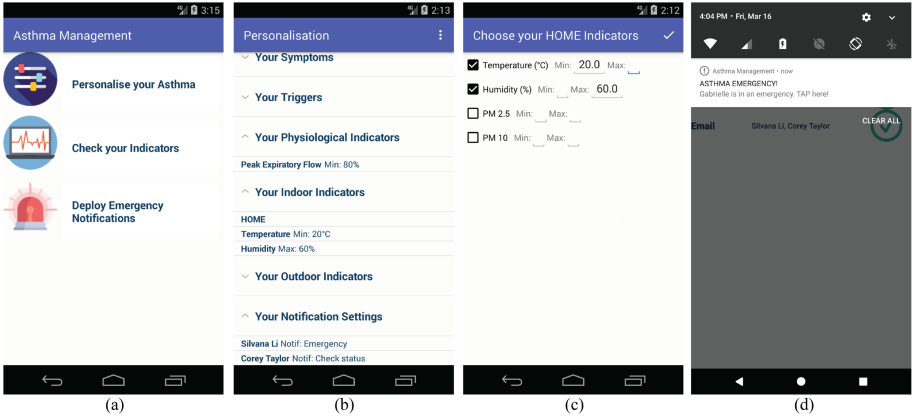 4G 3:15
Asthma Management
Personalise your Asthma
Check your Indicators
Deploy Emergency
Notifications
(a)
4G 2:13
Personalisation
Your Symptoms
Your Triggers
Your Physiological Indicators
Peak Expiratory Flow Min: 80%
Your Indoor Indicators
HOME
Temperature Min: 20°C
Humidity Max: 60%
Your Outdoor Indicators
Your Notification Settings
Silvana Li Notif: Emergency
Corey Taylor Notif: Check status
(b)
4G 2:12
Choose your HOME Indicators
Temperature (°C) Min: 20.0 Max:
Humidity (%) Min: Max: 60.0
PM 2.5 Min: Max:
PM 10 Min: Max:
(c)
4:04 PM • Fri, Mar 16
Asthma Management • now
ASTHMA EMERGENCY!
Gabrielle is in an emergency. TAP here!
CLEAR ALL
Email Silvana Li, Corey Taylor
(d)